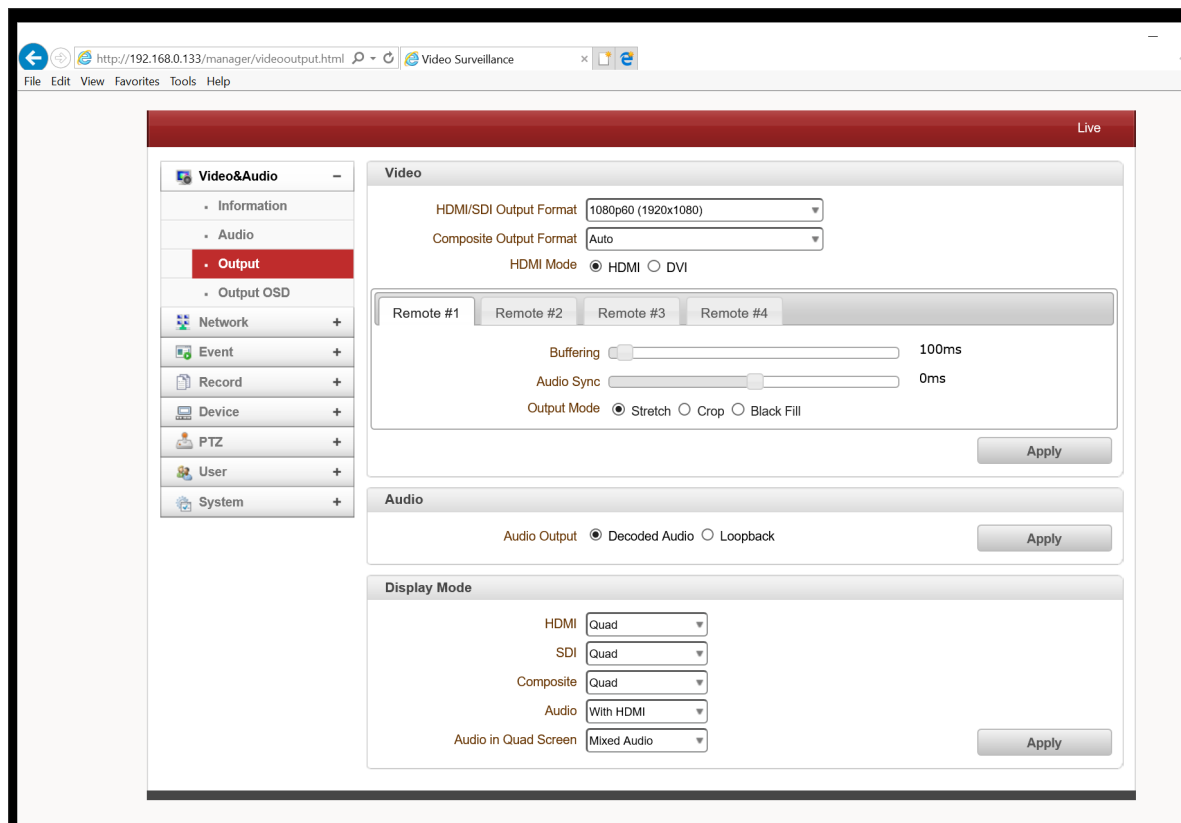 http://192.168.0.133/manager/videooutput.html
Video Surveillance
File Edit View Favorites Tools Help
Live
Video&Audio
Information
Audio
Output
Output OSD
Network
Event
Record
Device
PTZ
User
System
Video
HDMI/SDI Output Format 1080p60 (1920x1080)
Composite Output Format Auto
HDMI Mode HDMI DVI
Remote #1 Remote #2 Remote #3 Remote #4
Buffering 100ms
Audio Sync 0ms
Output Mode Stretch Crop Black Fill
Apply
Audio
Audio Output Decoded Audio Loopback Apply
Display Mode
HDMI Quad
SDI Quad
Composite Quad
Audio With HDMI
Audio in Quad Screen Mixed Audio Apply